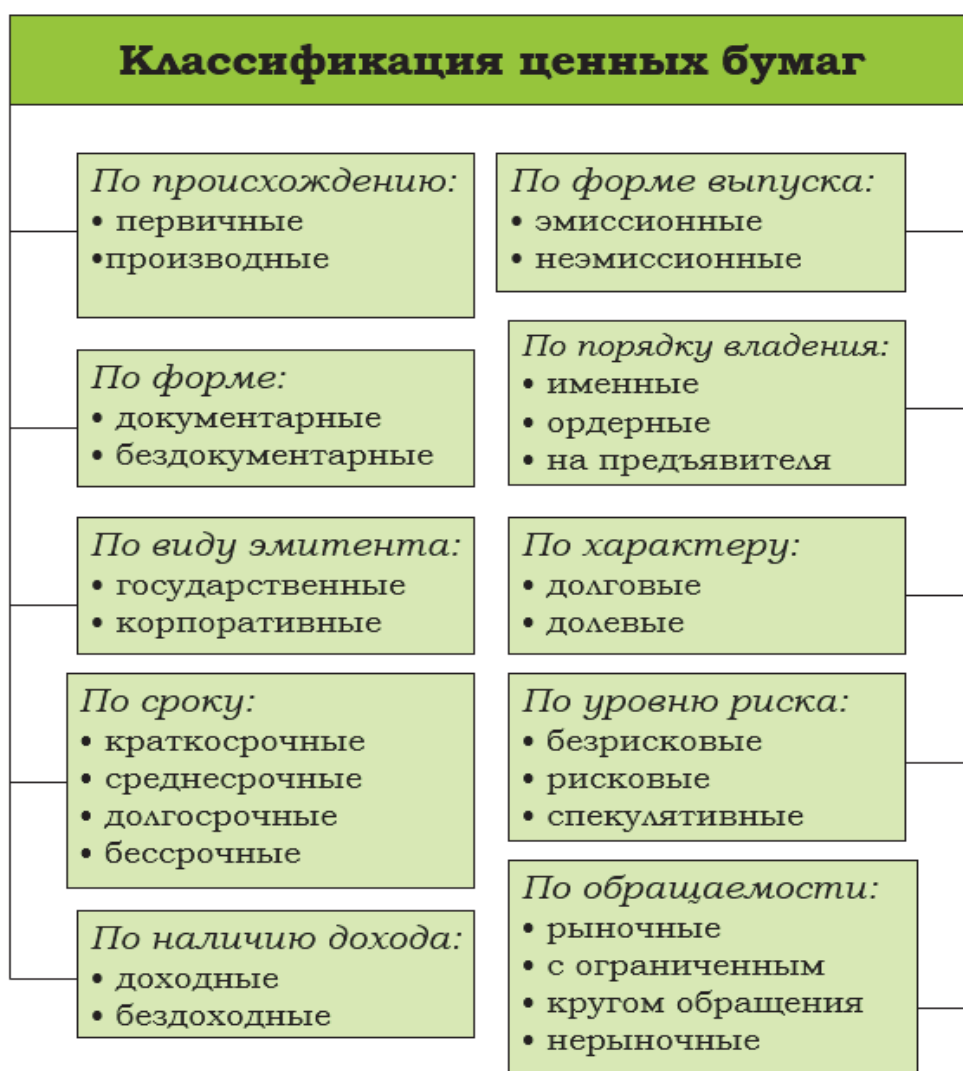 Классификация ценных бумаг
По происхождению:
• первичные
•производные
По форме:
• документарные
• бездокументарные
По виду эмитента:
• государственные
• корпоративные
По сроку:
• краткосрочные
• среднесрочные
• долгосрочные
• бессрочные
По наличию дохода:
• доходные
• бездоходные
По форме выпуска:
• эмиссионные
• неэмиссионные
По порядку владения:
• именные
• ордерные
• на предъявителя
По характеру:
• долговые
• долевые
По уровню риска:
• безрисковые
• рисковые
• спекулятивные
По обращаемости:
• рыночные
• с ограниченным
• кругом обращения
• нерыночные